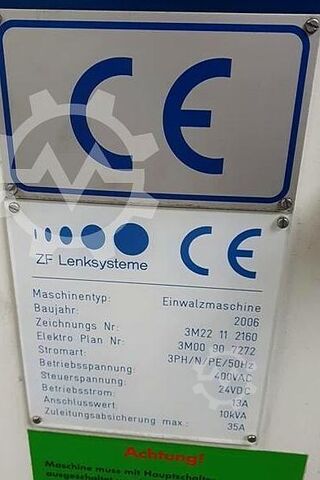 CE
ZF Lenksysteme CE
Maschinentyp: Einwalzmaschine
Baujahr: 2006
Zeichnungs Nr: 3M22 11 2160
Elektro Plan Nr: 3M00 90 7272
Stromart: 3PH/N/PE/50Hz
Betriebsspannung: 400VAC
Steuerspannung: 24VDC
Betriebsstrom: 13A
Anschlusswert: 10kVA
Zuleitungsabsicherung max.: 35A
Achtung!
Maschine muss mit Hauptschalter
ausgeschaltet